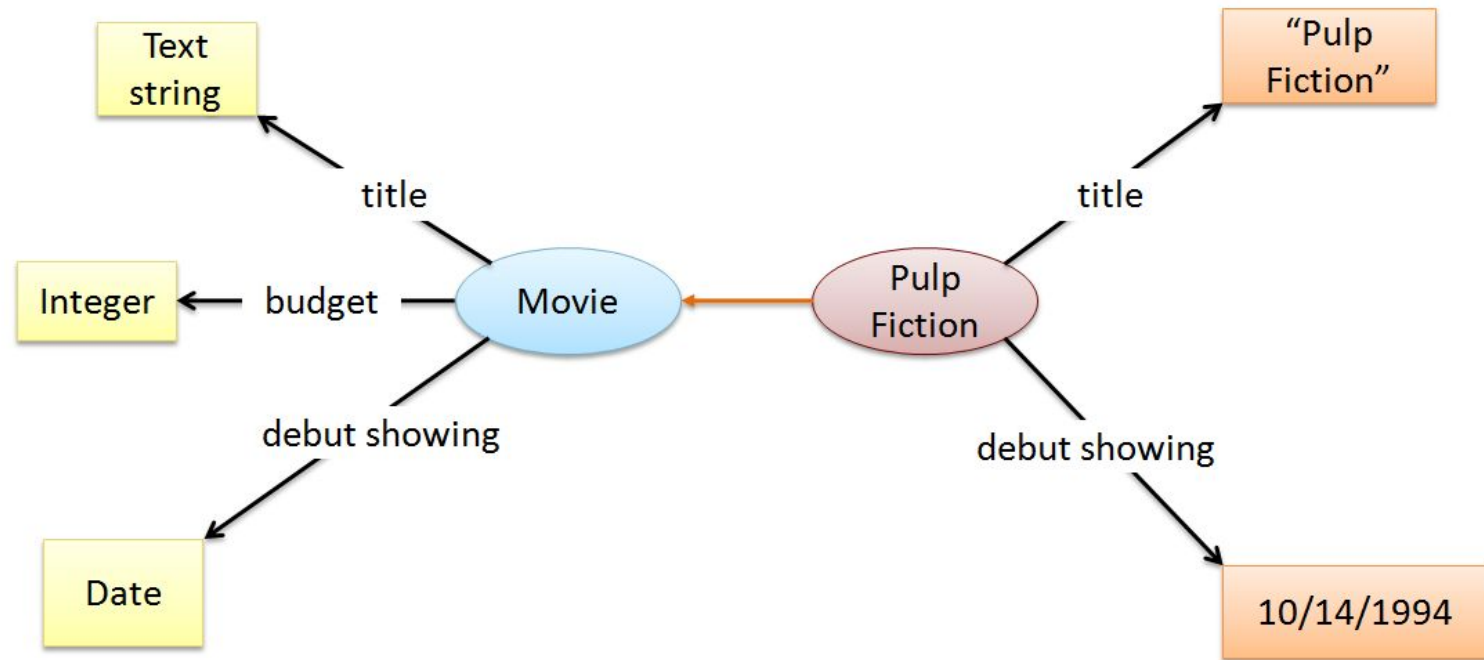 Text
string
“Pulp
Fiction”
title
title
Integer
budget
Movie
Pulp
Fiction
debut showing
debut showing
Date
10/14/1994